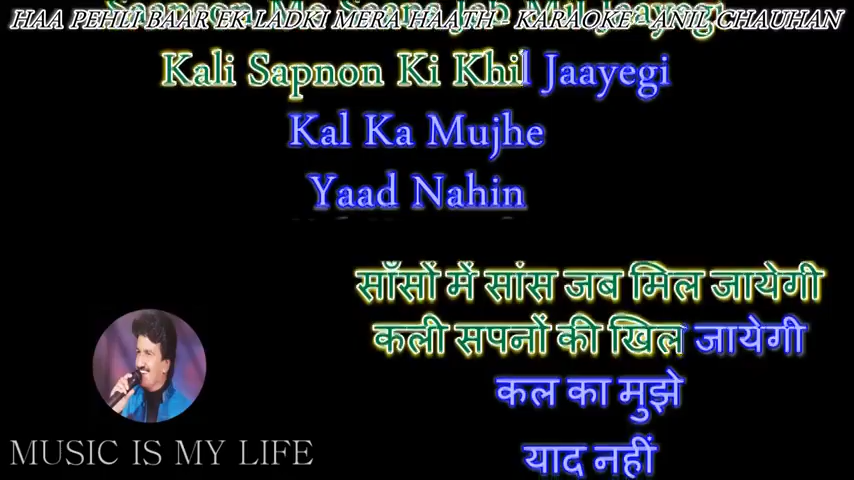 HAA PEHLI BAAR EK LADKI MERA HAATH - KARAOKE - ANIL CHAUHAN
Kali Sapnon Ki Khil Jaayegi
Kal Ka Mujhe
Yaad Nahin
साँसों में सांस जब मिल जायेगी
कली सपनों की खिल जायेगी
कल का मुझे
याद नहीं
MUSIC IS MY LIFE